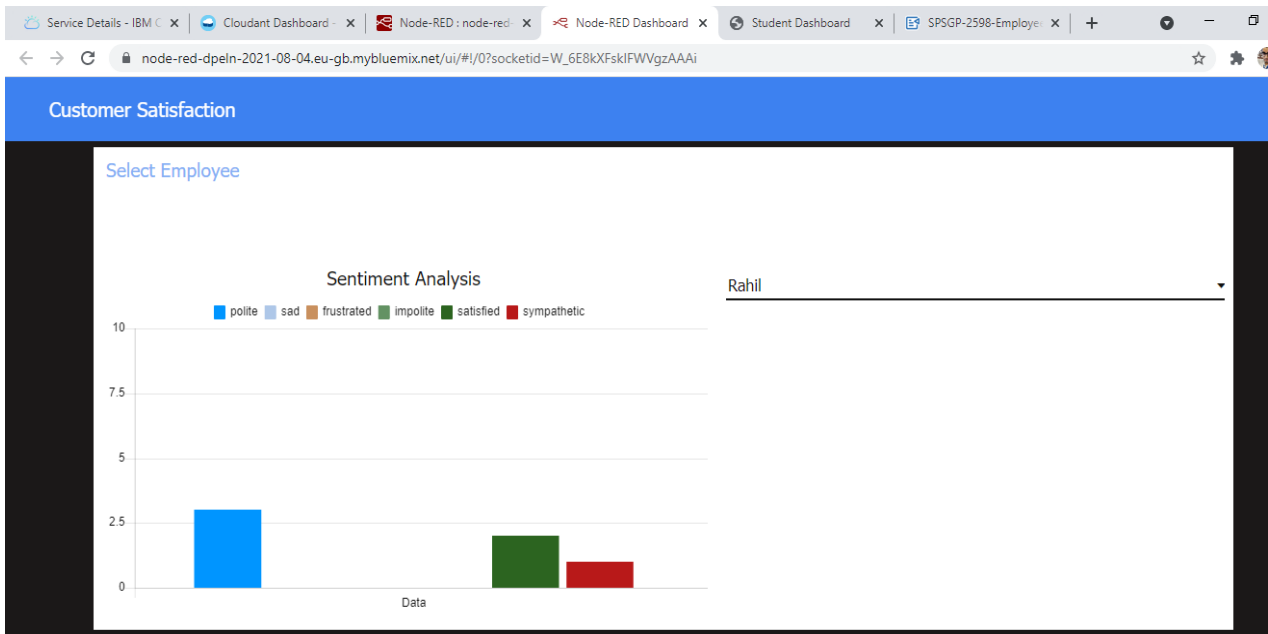 Service Details - IBM C
Cloudant Dashboard -
Node-RED : node-red-
Node-RED Dashboard
Student Dashboard
SPSGP-2598-Employee
node-red-dpeln-2021-08-04.eu-gb.mybluemix.net/ui/#!/0?socketid=W_6E8kXFsklFWVgzAAAi
Customer Satisfaction
Select Employee
Sentiment Analysis
Rahil
polite sad frustrated impolite satisfied sympathetic
10
7.5
5
2.5
0
Data